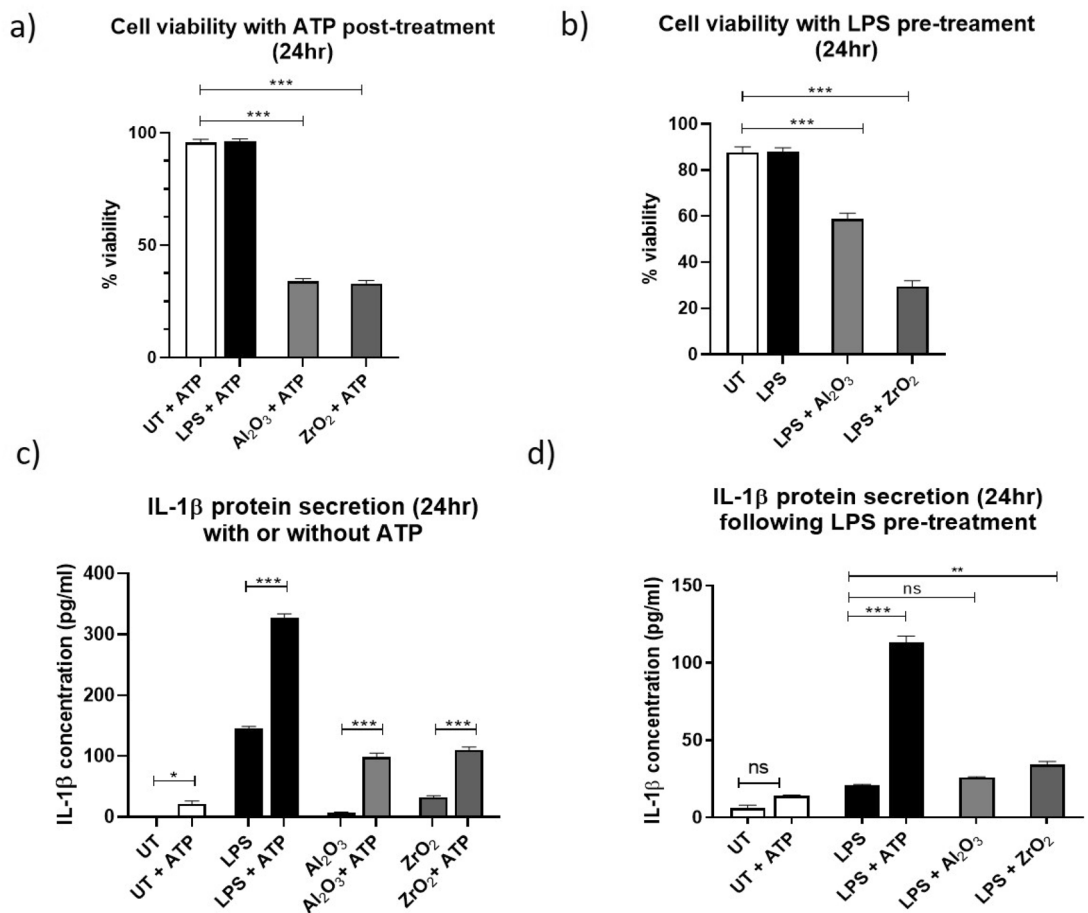 a)
Cell viability with ATP post-treatment
(24hr)
***
***
% viability
100
50
0
UT + ATP
LPS + ATP
Al₂O₃ + ATP
ZrO₂ + ATP
b)
Cell viability with LPS pre-treament
(24hr)
***
***
% viability
100
80
60
40
20
0
UT
LPS
LPS + Al₂O₃
LPS + ZrO₂
c)
IL-1β protein secretion (24hr)
with or without ATP
IL-1β concentration (pg/ml)
400
300
200
100
0
*
***
***
***
UT
UT + ATP
LPS
LPS + ATP
Al₂O₃
Al₂O₃+ ATP
ZrO₂
ZrO₂+ ATP
d)
IL-1β protein secretion (24hr)
following LPS pre-treatment
IL-1β concentration (pg/ml)
150
100
50
0
**
ns
***
ns
UT
UT + ATP
LPS
LPS + ATP
LPS + Al₂O₃
LPS + ZrO₂